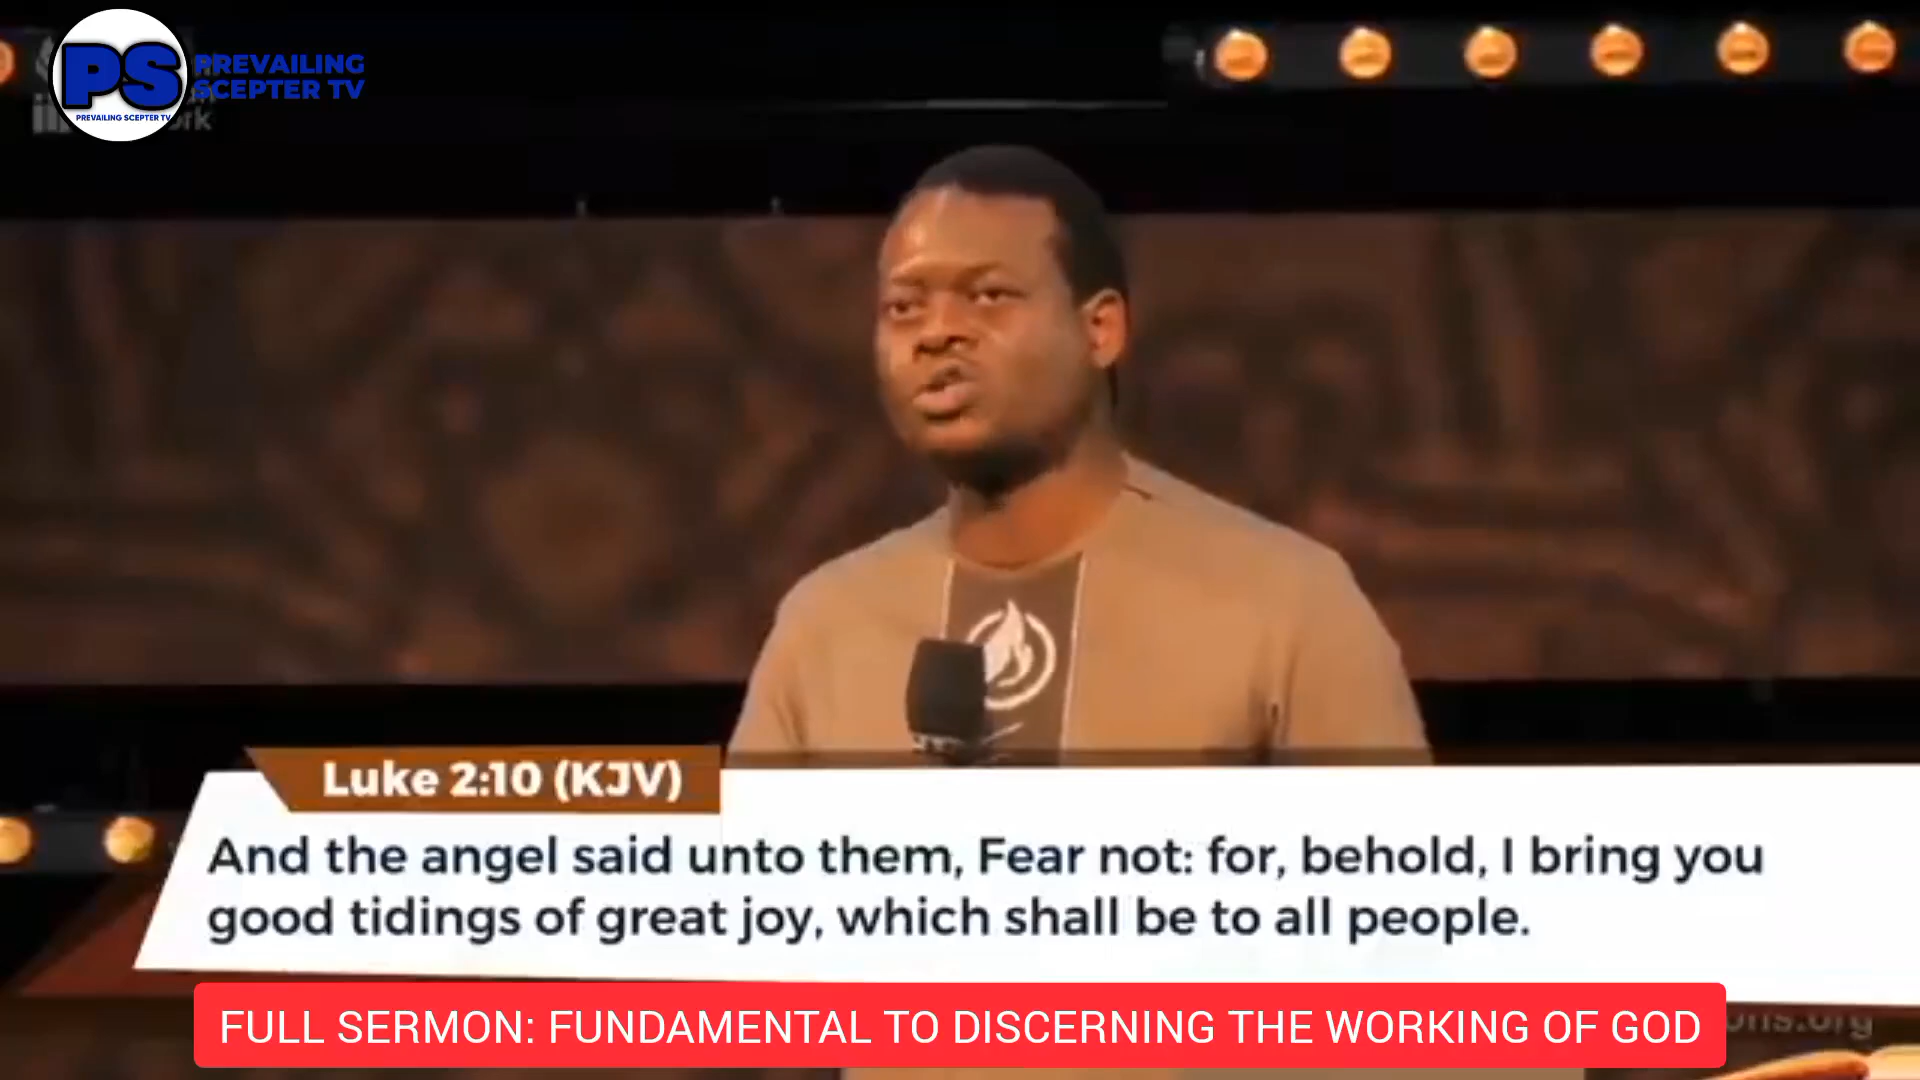 PS
PREVAILING SCEPTER TV
PREVAILING
SCEPTER TV
Luke 2:10 (KJV)
And the angel said unto them, Fear not: for, behold, I bring you
good tidings of great joy, which shall be to all people.
FULL SERMON: FUNDAMENTAL TO DISCERNING THE WORKING OF GOD